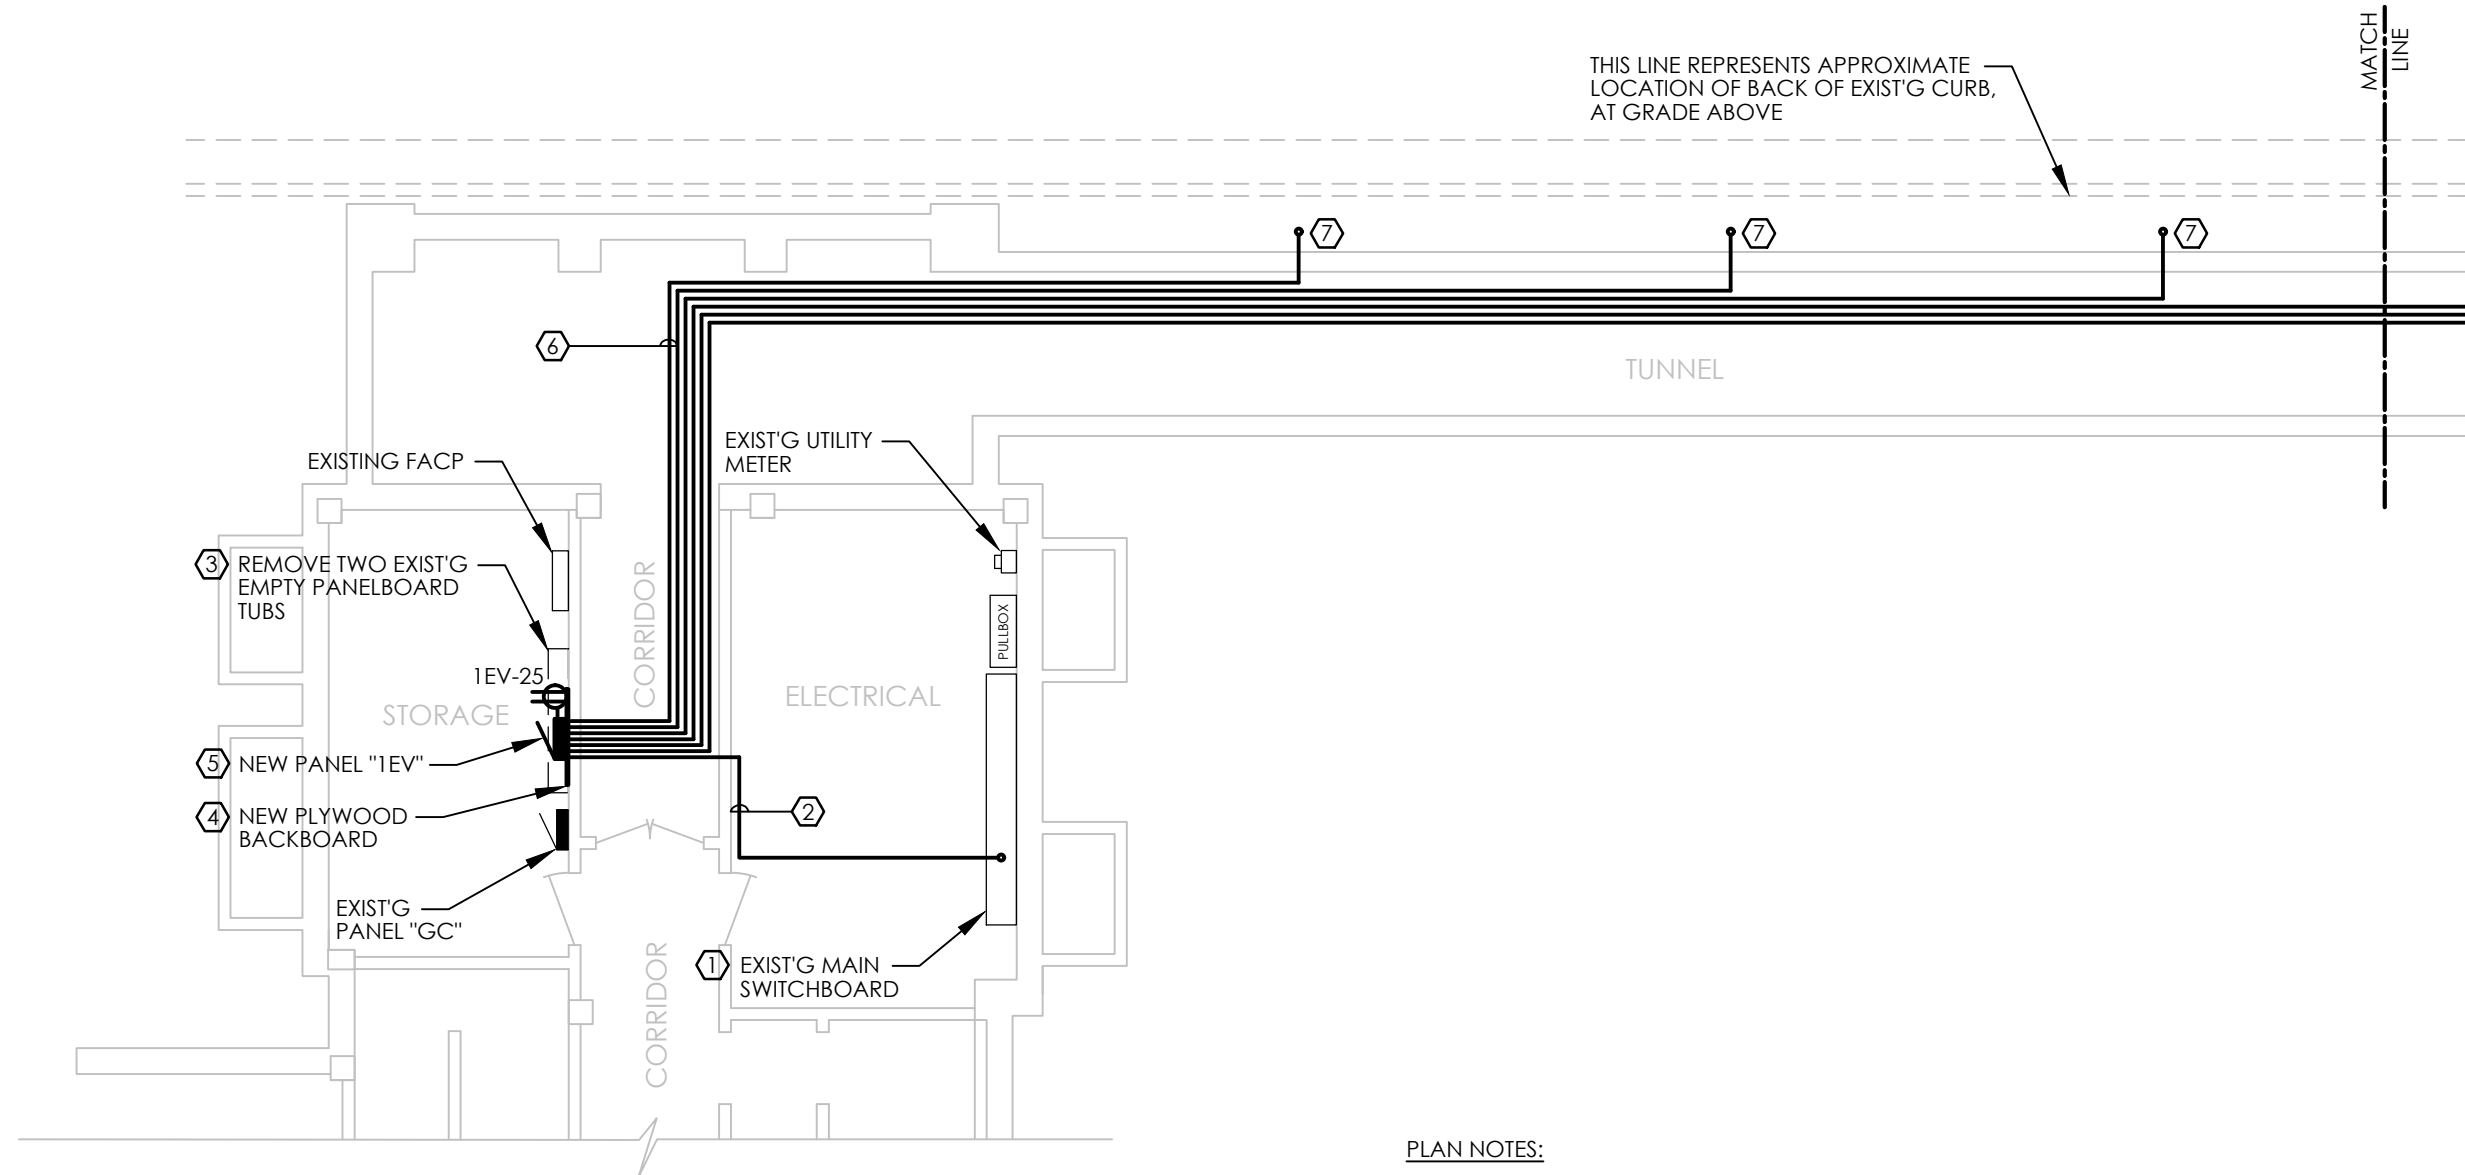 MATCH
LINE
THIS LINE REPRESENTS APPROXIMATE
LOCATION OF BACK OF EXIST'G CURB,
AT GRADE ABOVE
7
7
7
6
TUNNEL
EXIST'G UTILITY
METER
EXISTING FACP
3 REMOVE TWO EXIST'G
EMPTY PANELBOARD
TUBS
CORRIDOR
PULLBOX
1EV-25
STORAGE
ELECTRICAL
5 NEW PANEL "1EV"
4 NEW PLYWOOD
BACKBOARD
2
EXIST'G
PANEL "GC"
1 EXIST'G MAIN
SWITCHBOARD
CORRIDOR
PLAN NOTES: